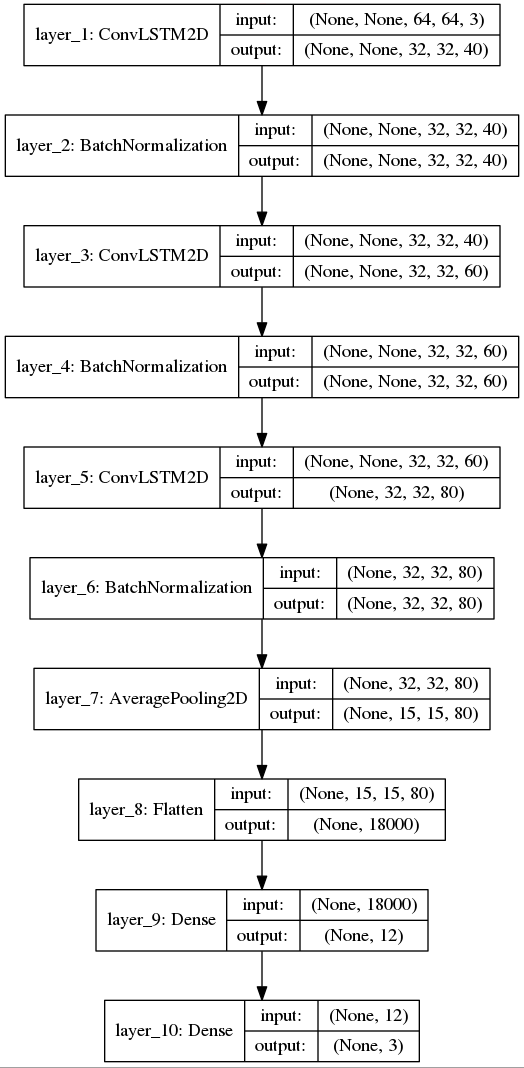 layer_1: ConvLSTM2D
input: (None, None, 64, 64, 3)
output: (None, None, 32, 32, 40)
layer_2: BatchNormalization
input: (None, None, 32, 32, 40)
output: (None, None, 32, 32, 40)
layer_3: ConvLSTM2D
input: (None, None, 32, 32, 40)
output: (None, None, 32, 32, 60)
layer_4: BatchNormalization
input: (None, None, 32, 32, 60)
output: (None, None, 32, 32, 60)
layer_5: ConvLSTM2D
input: (None, None, 32, 32, 60)
output: (None, 32, 32, 80)
layer_6: BatchNormalization
input: (None, 32, 32, 80)
output: (None, 32, 32, 80)
layer_7: AveragePooling2D
input: (None, 32, 32, 80)
output: (None, 15, 15, 80)
layer_8: Flatten
input: (None, 15, 15, 80)
output: (None, 18000)
layer_9: Dense
input: (None, 18000)
output: (None, 12)
layer_10: Dense
input: (None, 12)
output: (None, 3)